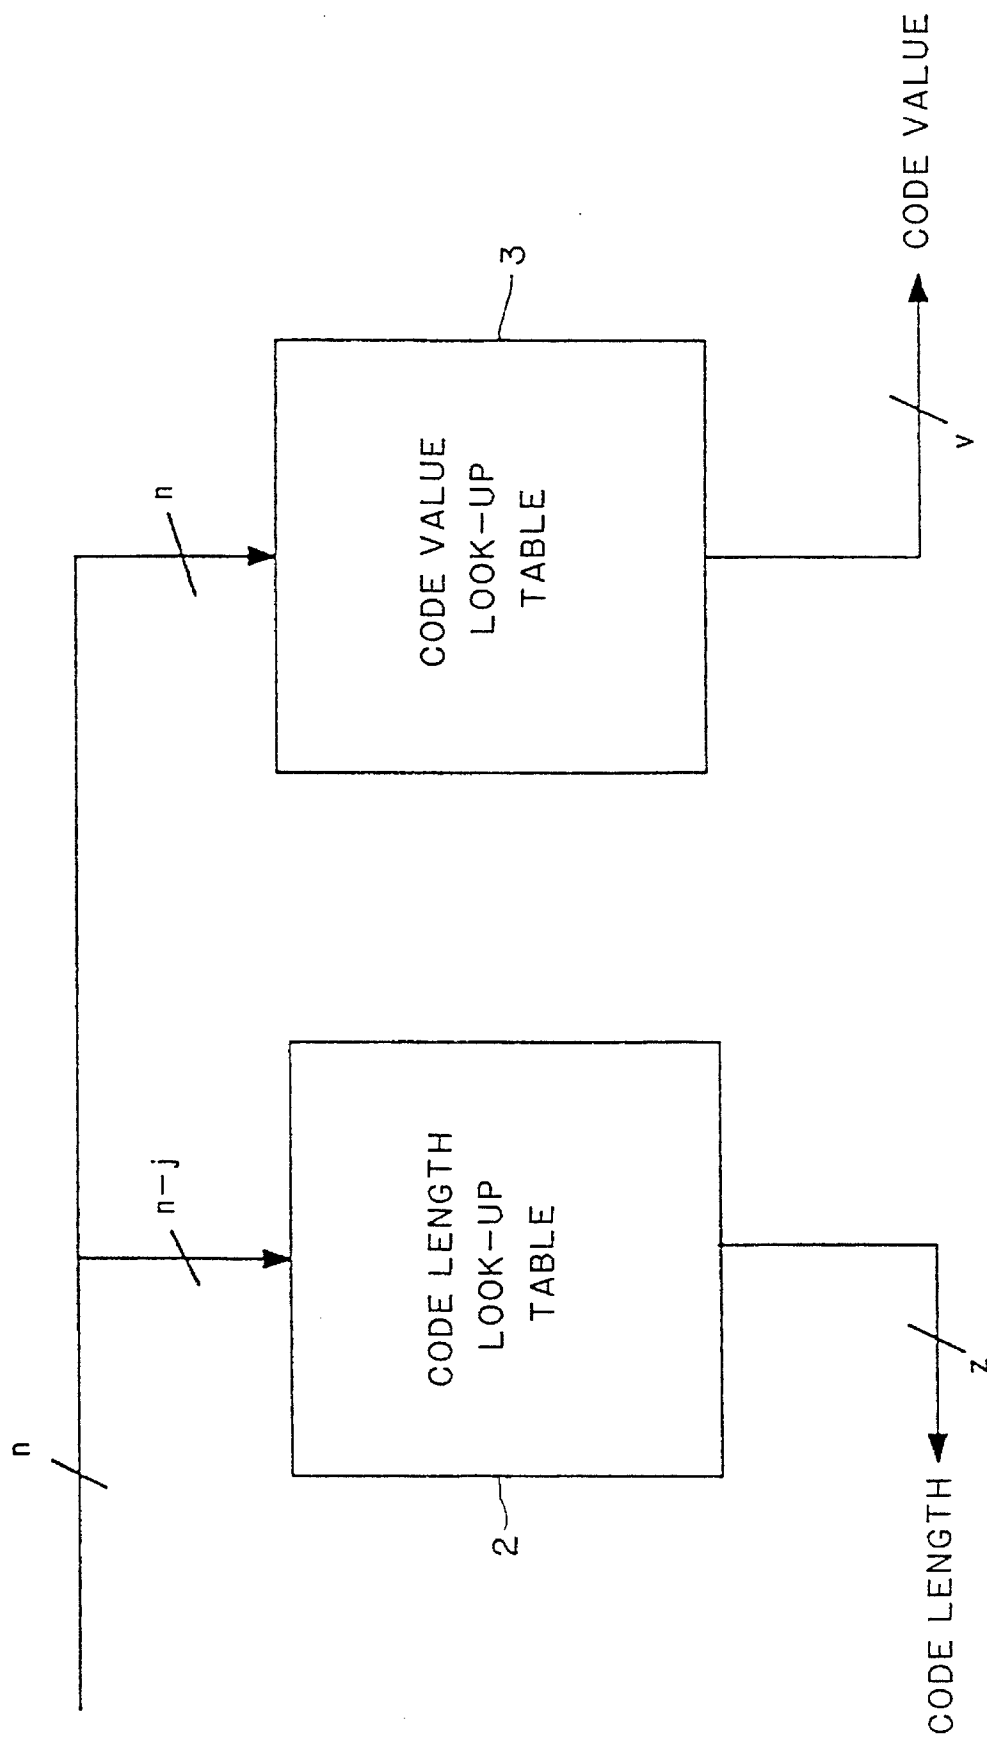 n
n-j
n
CODE LENGTH
LOOK-UP
TABLE
2
CODE VALUE
LOOK-UP
TABLE
3
z
CODE LENGTH
v
CODE VALUE